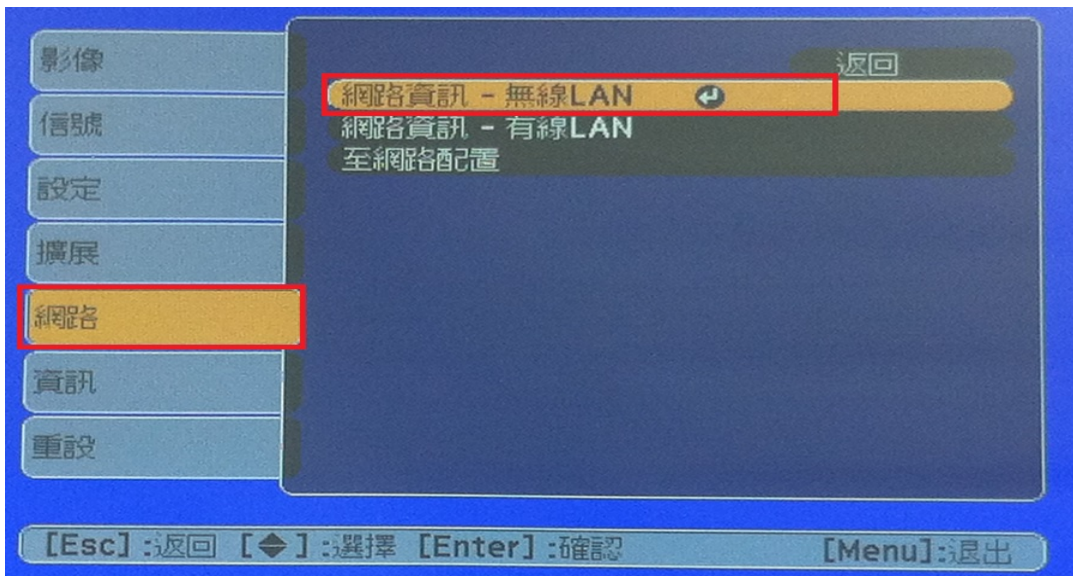 影像
信號
設定
擴展
網路
資訊
重設
返回
網路資訊 - 無線LAN
網路資訊 - 有線LAN
至網路配置
[Esc] :返回 [◆] :選擇 [Enter] :確認 [Menu]:退出